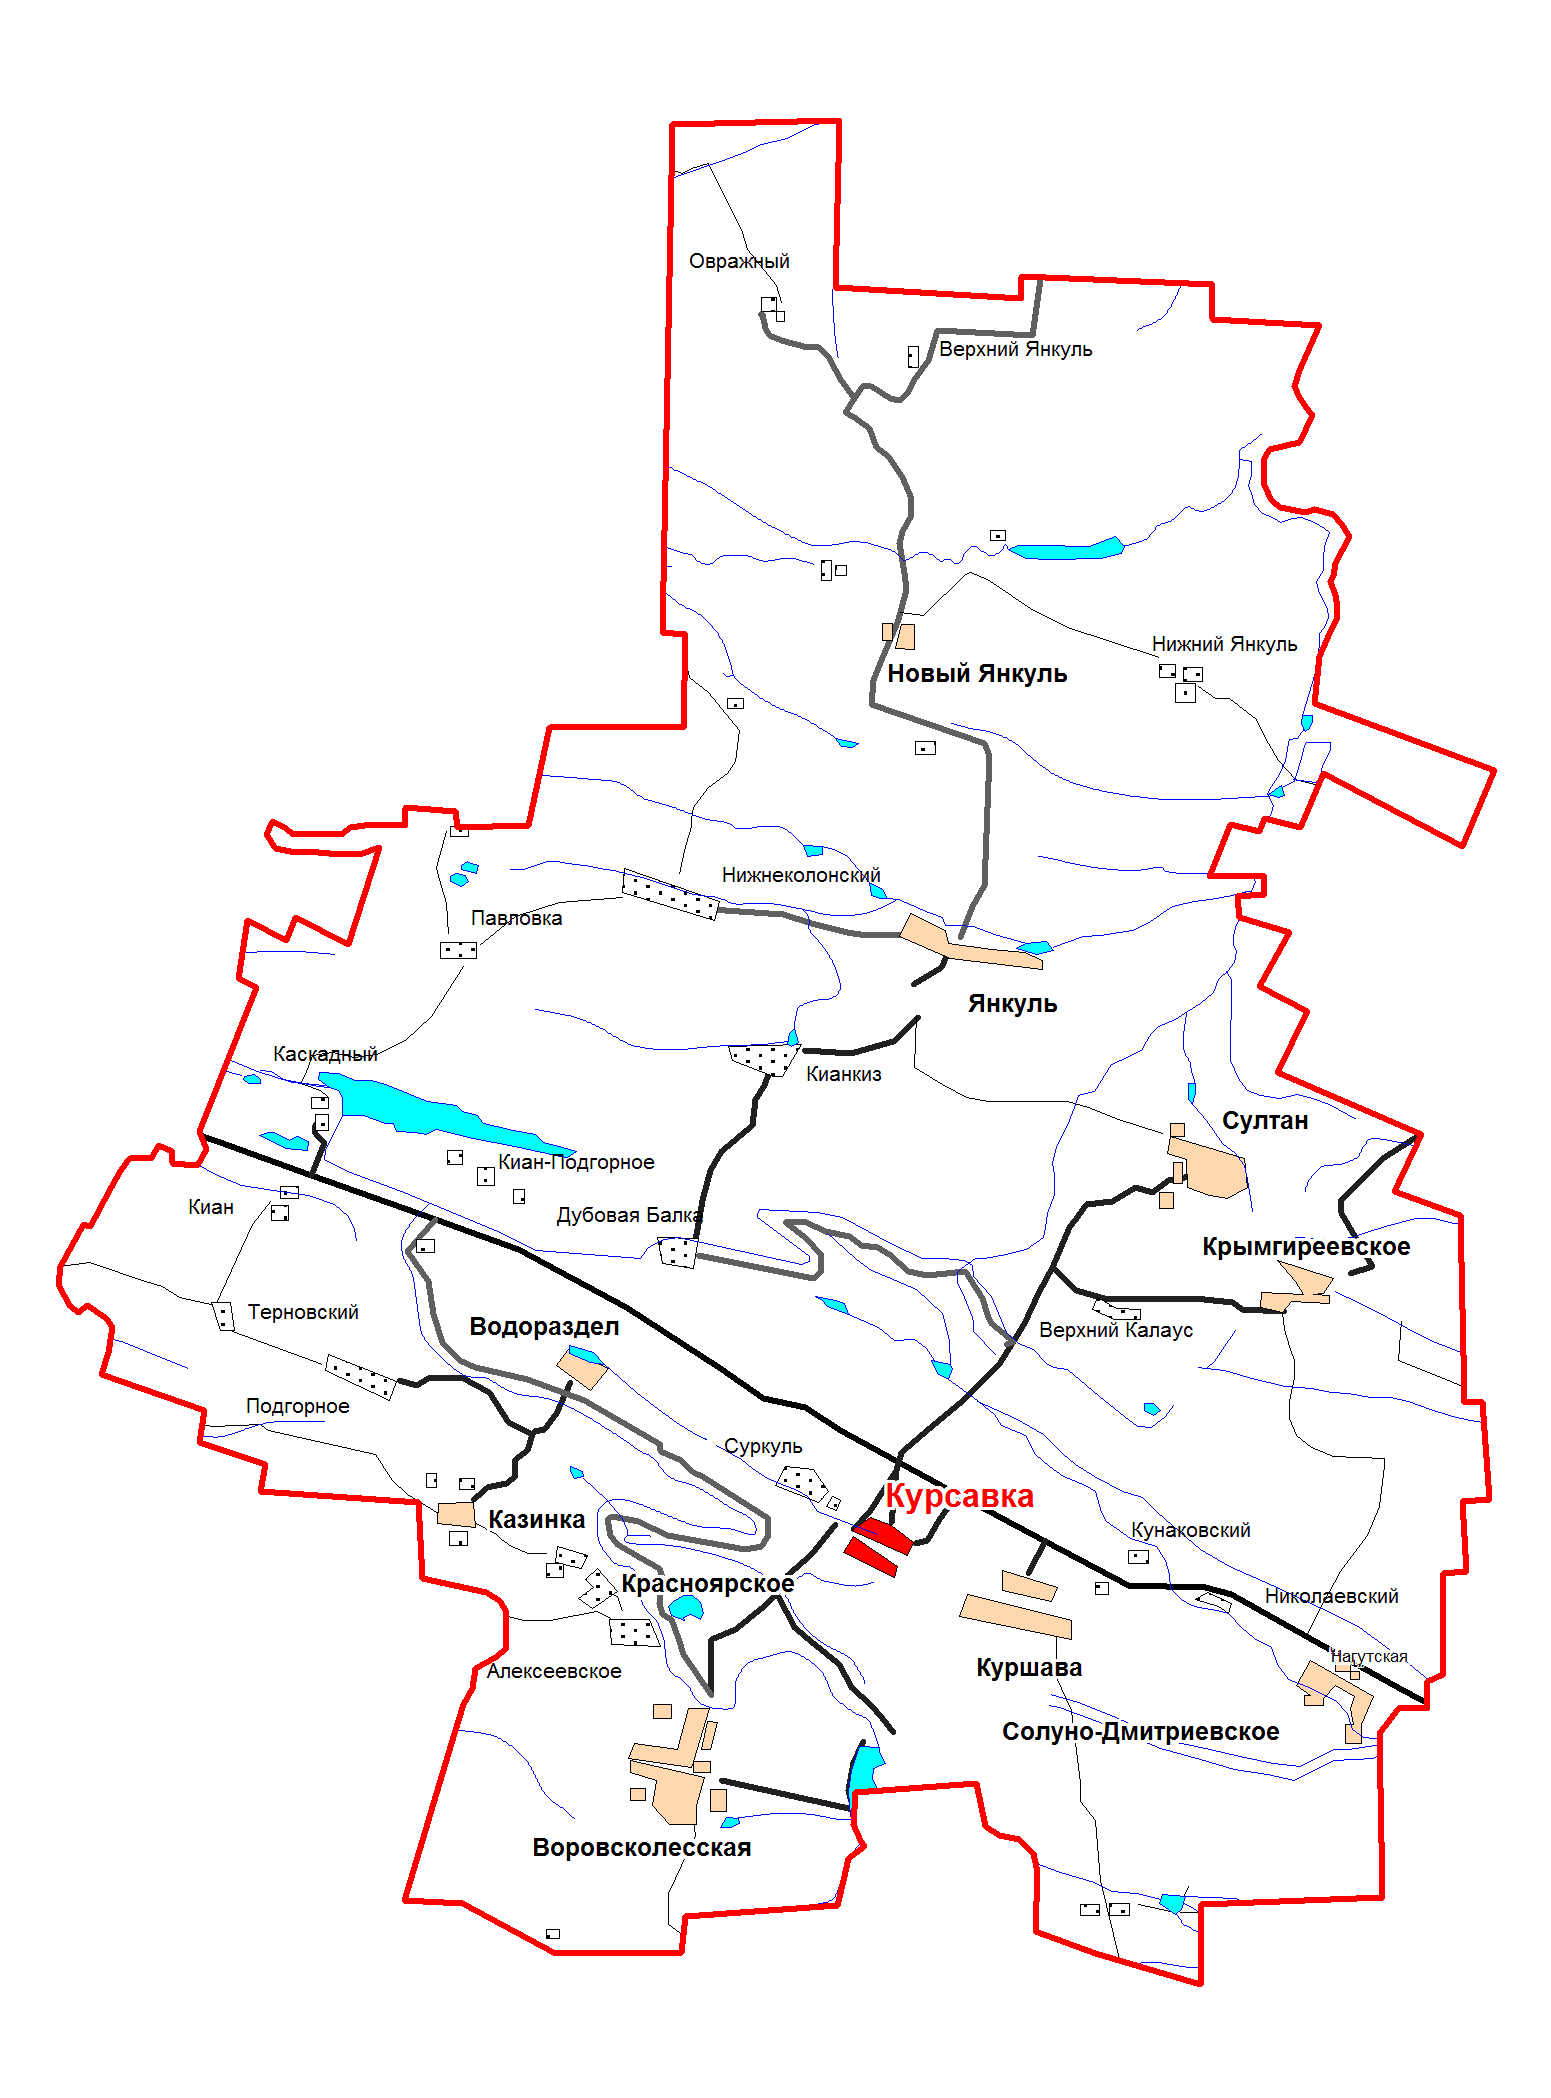 Овражный
Верхний Янкуль
Нижний Янкуль
Новый Янкуль
Нижнеколонский
Павловка
Янкуль
Каскадный
Кианкиз
Султан
Киан-Подгорное
Киан
Дубовая Балка
Крымгиреевское
Терновский
Водораздел
Верхний Калаус
Подгорное
Суркуль
Курсавка
Казинка
Кунаковский
Красноярское
Николаевский
Нагутская
Куршава
Алексеевское
Солуно-Дмитриевское
Воровсколесская